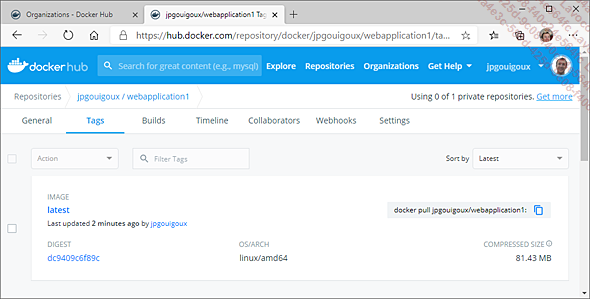 Organizations - Docker Hub
jpgouigoux/webapplication1 Tag
https://hub.docker.com/repository/docker/jpgouigoux/webapplication1/ta...
dockerhub
Search for great content (e.g., mysql)
Explore Repositories Organizations Get Help jpgouigoux
Repositories jpgouigoux / webapplication1
Using 0 of 1 private repositories. Get more
General Tags Builds Timeline Collaborators Webhooks Settings
Action
Filter Tags
Sort by Latest
IMAGE
latest
Last updated 2 minutes ago by jpgouigoux
docker pull jpgouigoux/webapplication1:
DIGEST OS/ARCH COMPRESSED SIZE
dc9409c6f89c linux/amd64 81.43 MB